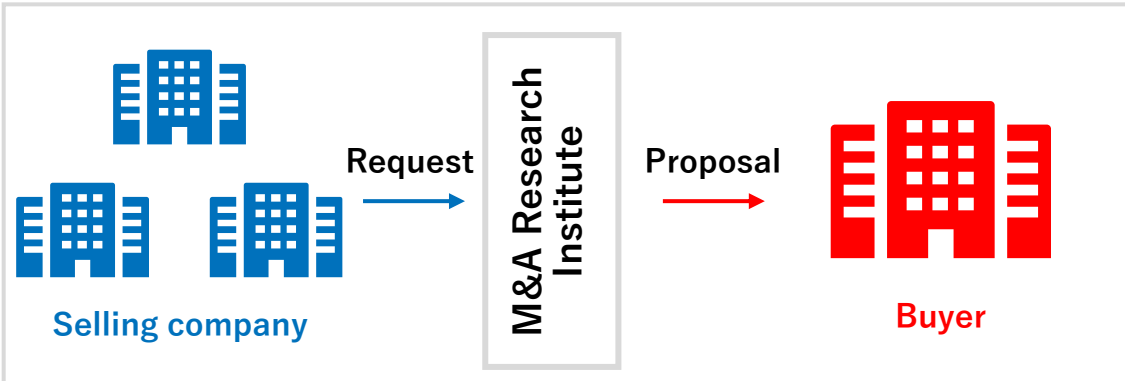 Request
M&A Research
Institute
Proposal
Selling company
Buyer